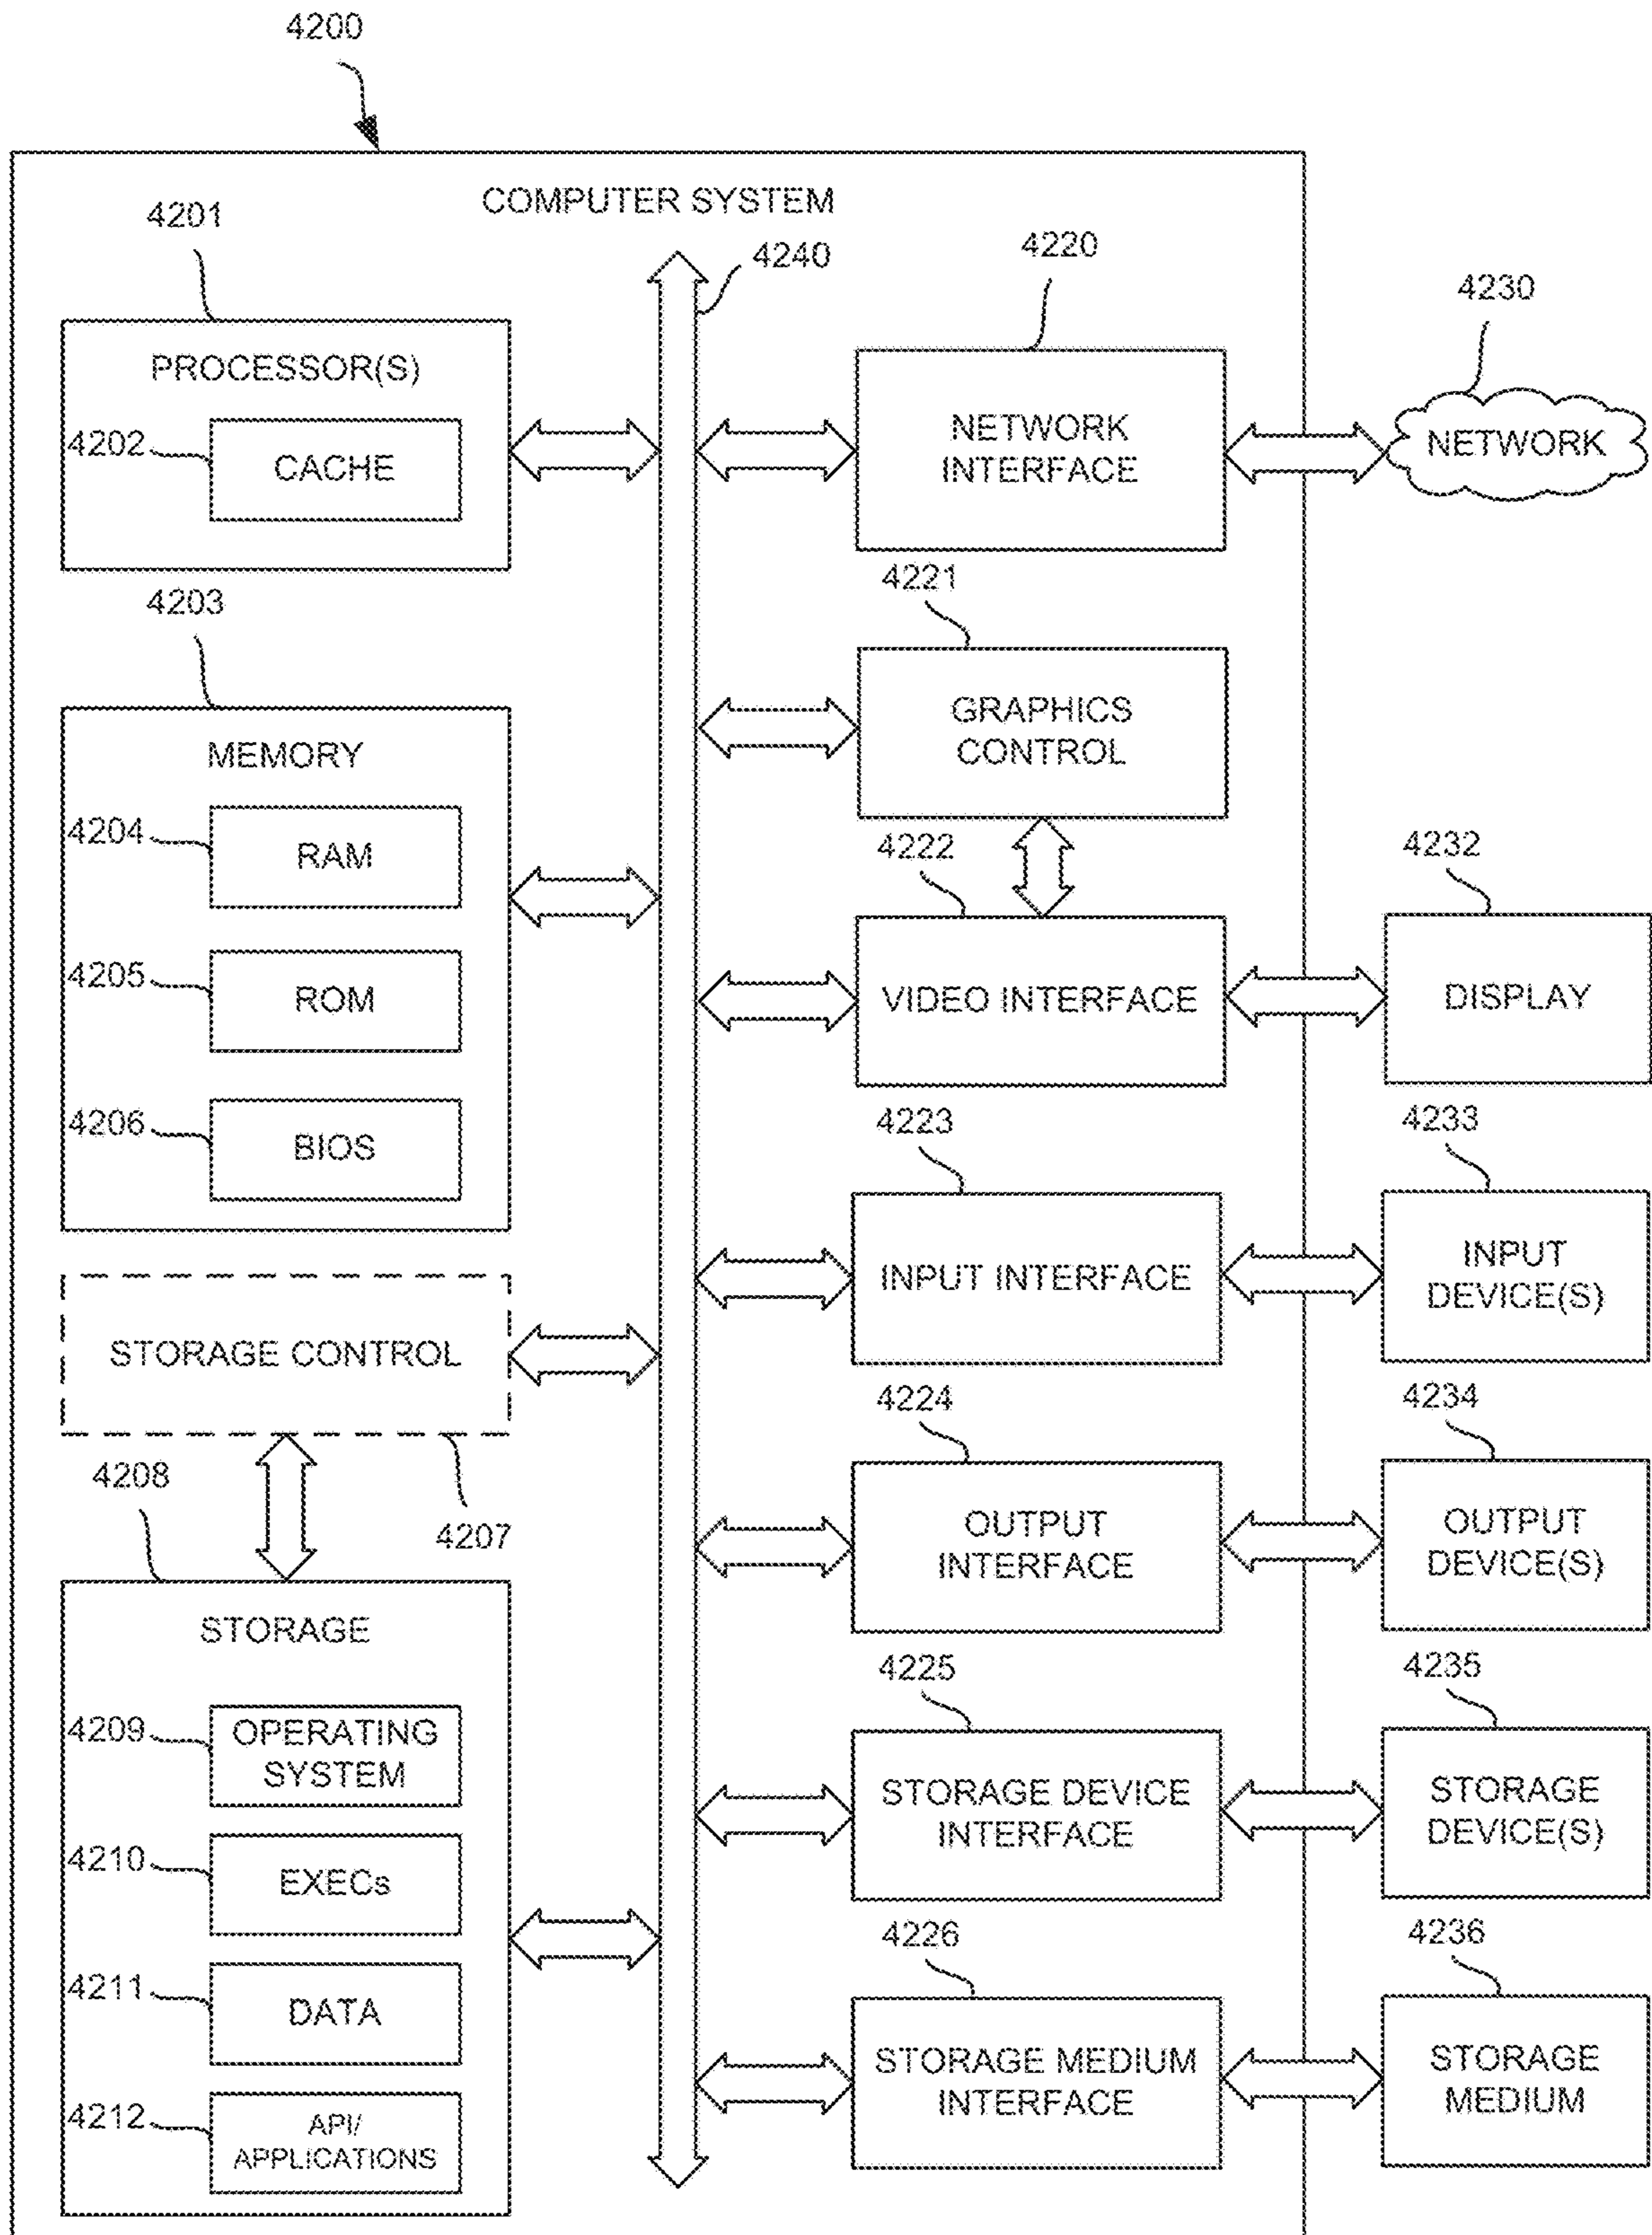 4200
COMPUTER SYSTEM
4201
PROCESSOR(S)
4202
CACHE
4203
MEMORY
4204
RAM
4205
ROM
4206
BIOS
STORAGE CONTROL
4207
4208
STORAGE
4209
OPERATING
SYSTEM
4210
EXECs
4211
DATA
4212
API/
APPLICATIONS
4240
4220
NETWORK
INTERFACE
4230
NETWORK
4221
GRAPHICS
CONTROL
4222
VIDEO INTERFACE
4232
DISPLAY
4223
INPUT INTERFACE
4233
INPUT
DEVICE(S)
4224
OUTPUT
INTERFACE
4234
OUTPUT
DEVICE(S)
4225
STORAGE DEVICE
INTERFACE
4235
STORAGE
DEVICE(S)
4226
STORAGE MEDIUM
INTERFACE
4236
STORAGE
MEDIUM